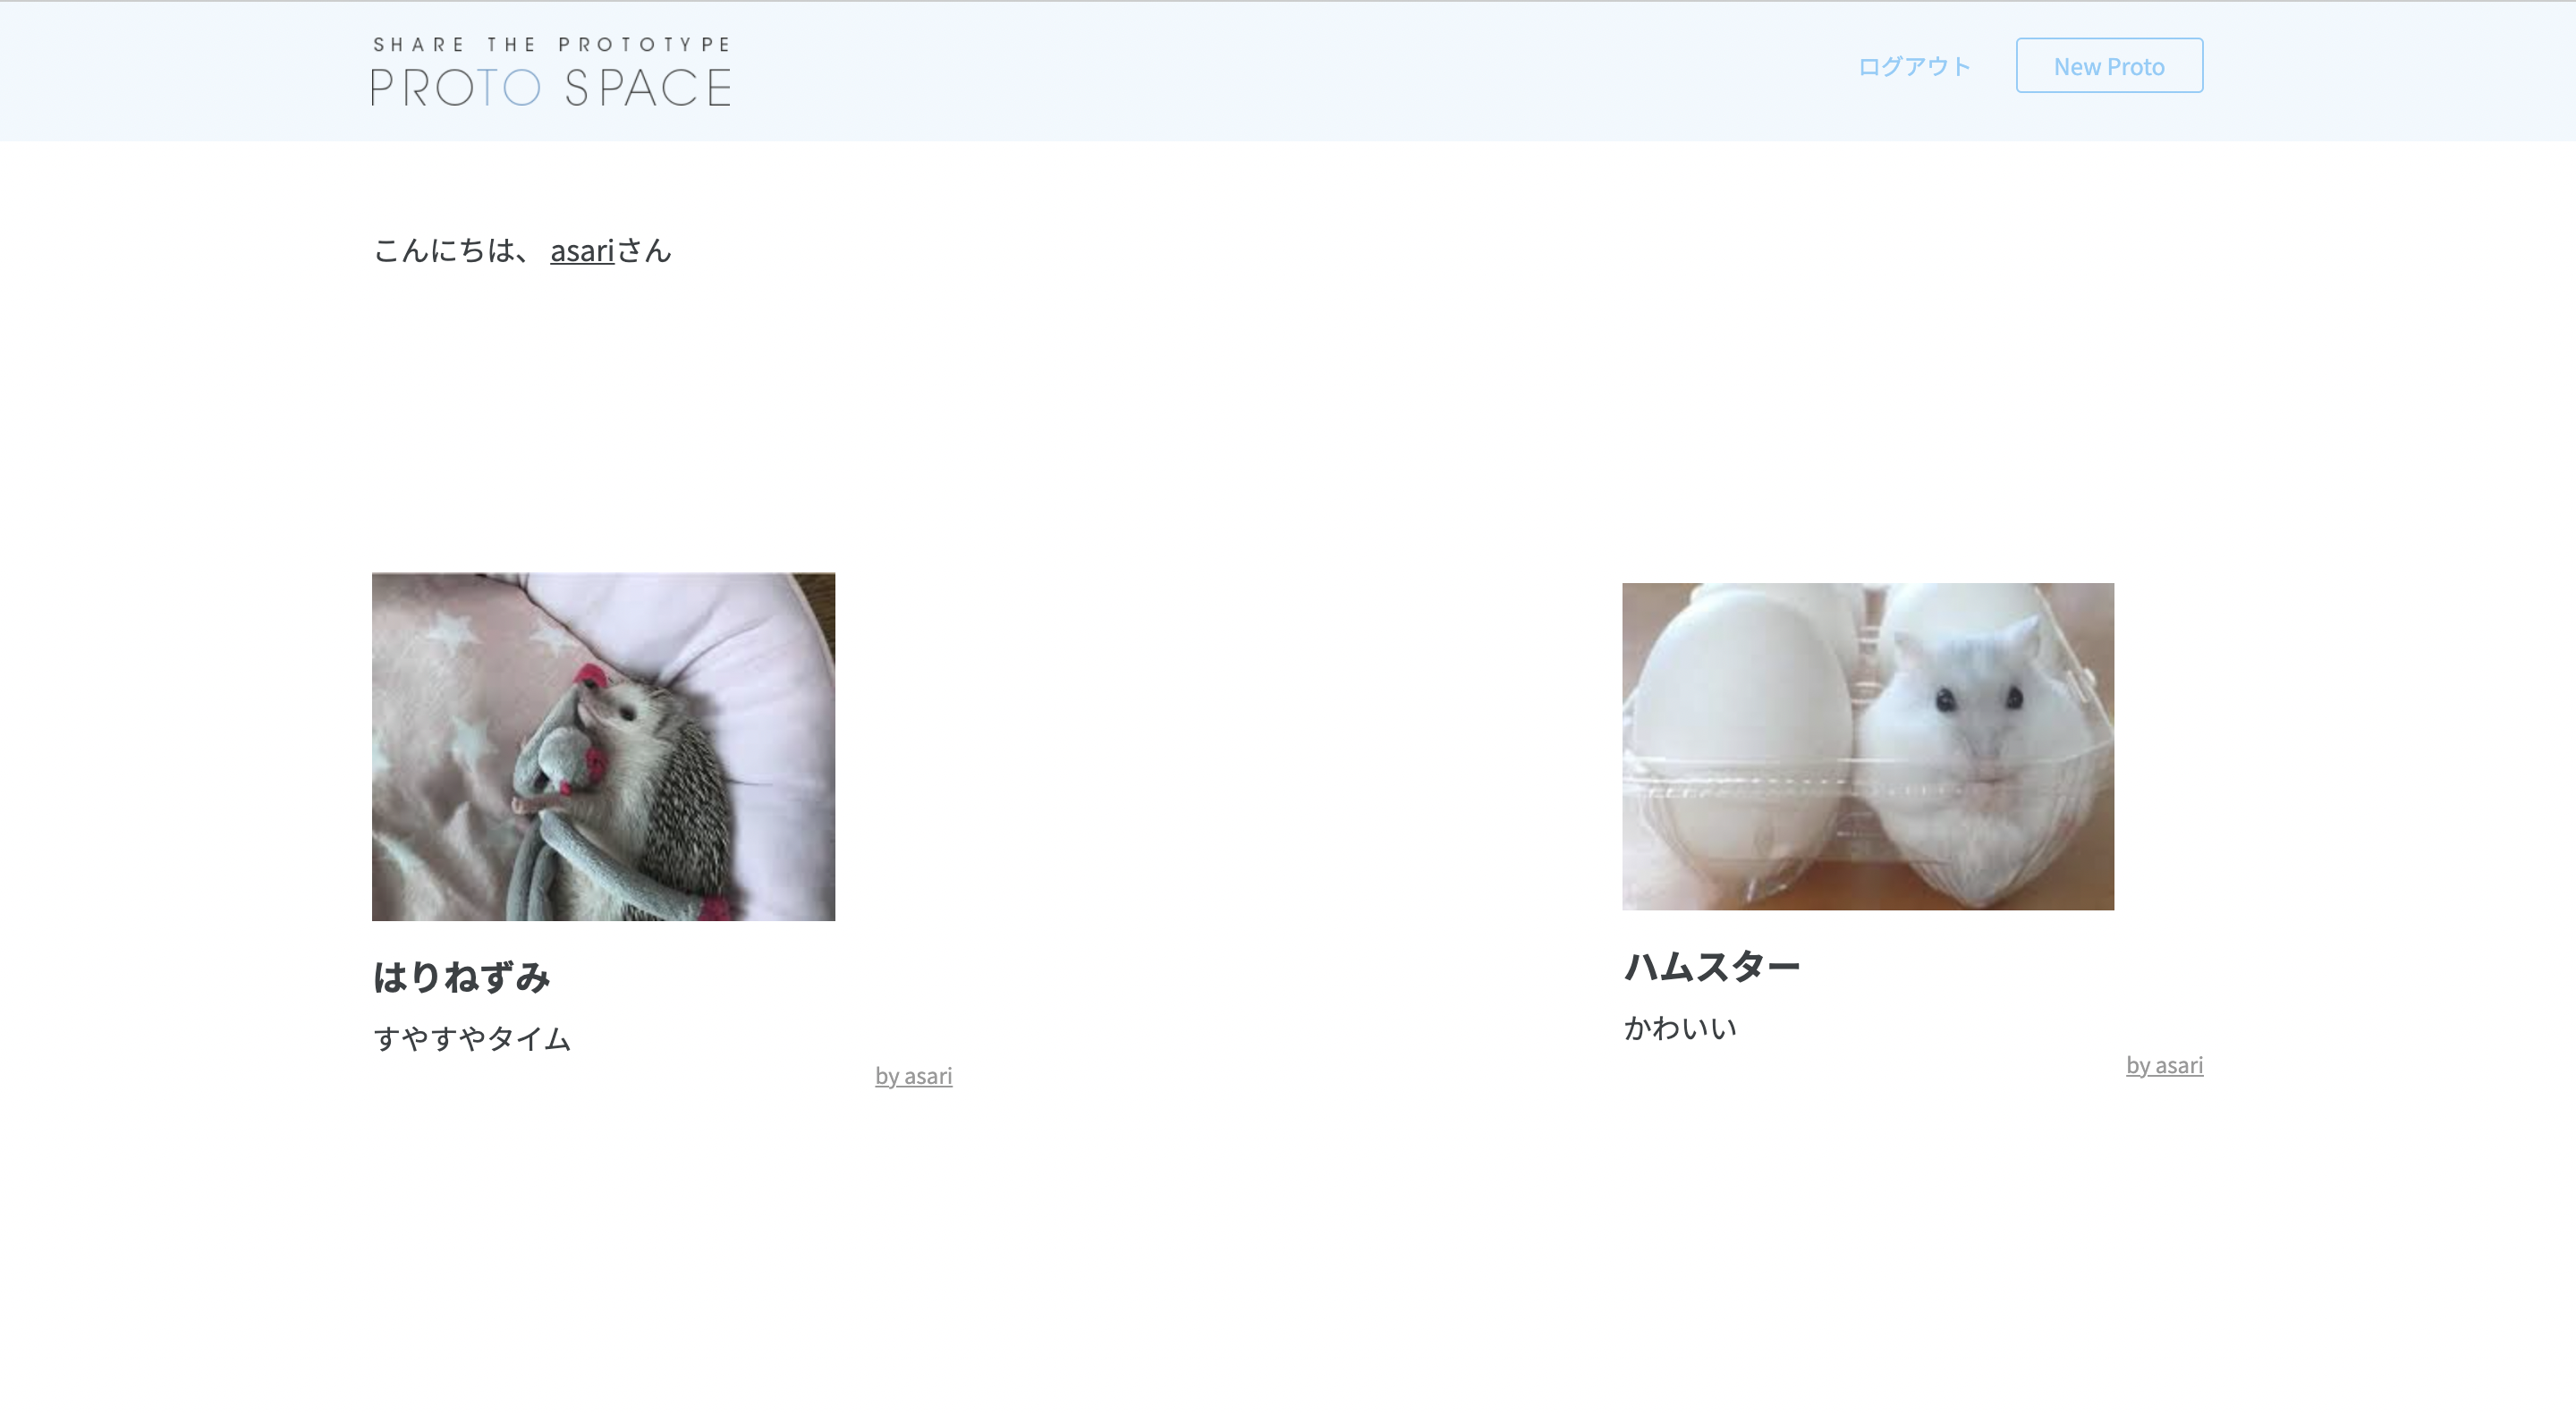 SHARE THE PROTOTYPE
PROTO SPACE
ログアウト
New Proto
こんにちは、 asariさん
はりねずみ
すやすやタイム
by asari
ハムスター
かわいい
by asari